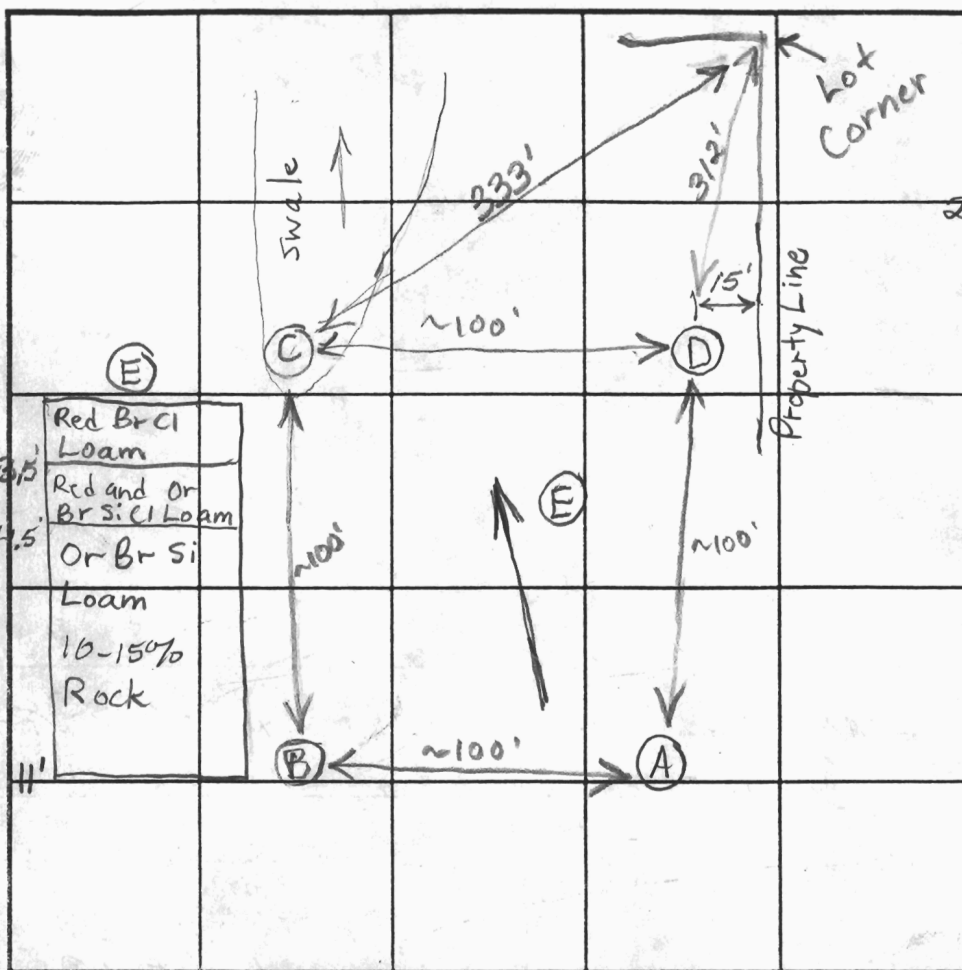 Lot
Corner
333'
312'
Swale
15'
~100'
Property Line
C
D
E
Red Br Cl
Loam
Red and Or
Br Si Cl Loam
4.5'
Or Br Si
Loam
10-15%
Rock
11'
E
~100'
~100'
~100'
B
A